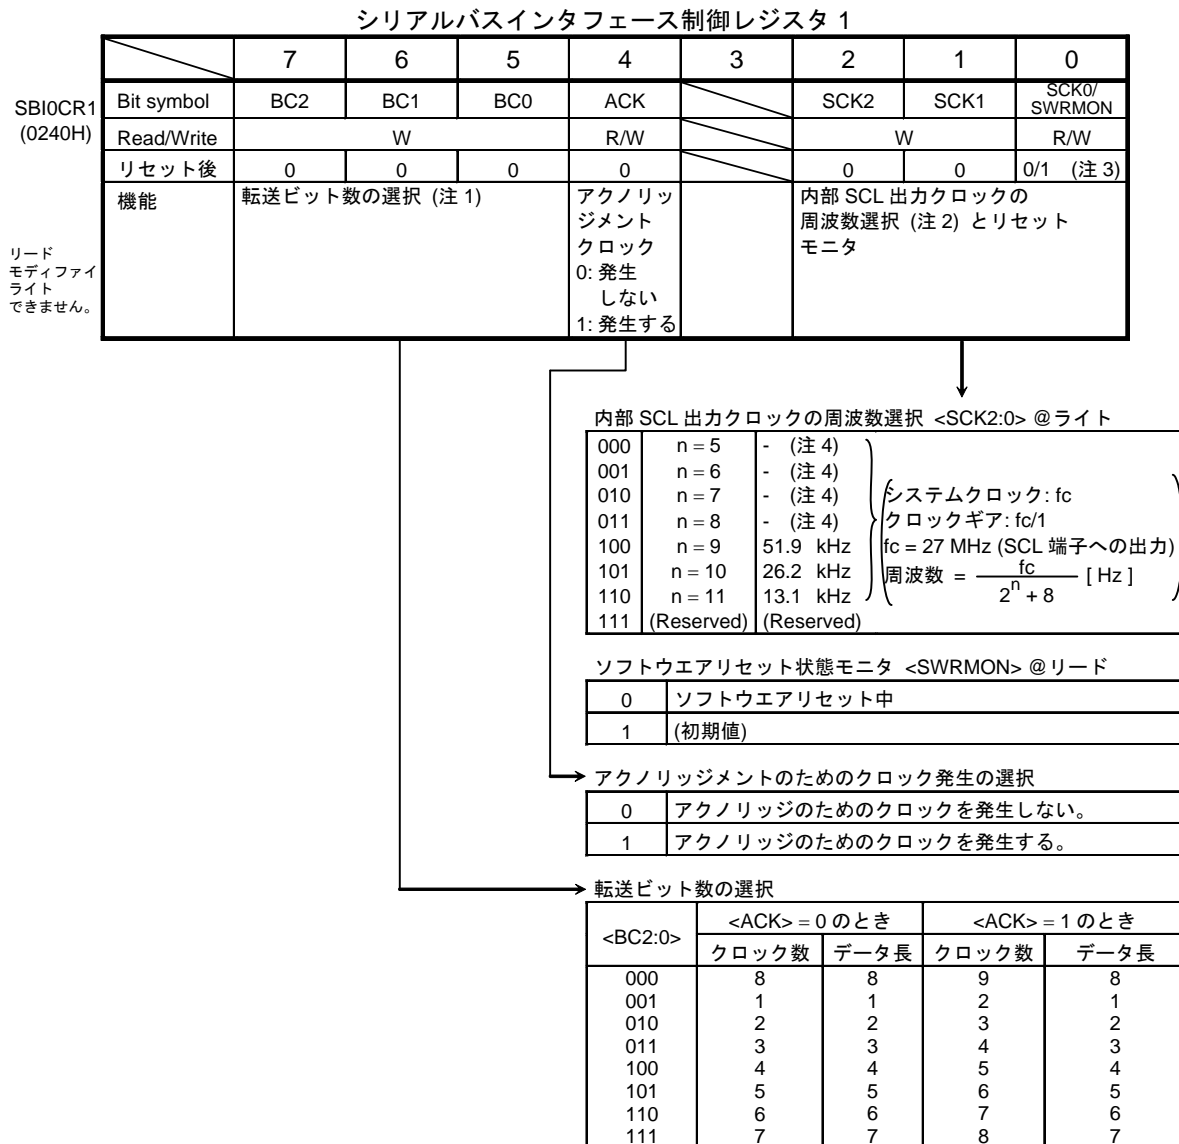 シリアルバスインタフェース制御レジスタ 1
7 6 5 4 3 2 1 0
SBI0CR1
(0240H)
Bit symbol BC2 BC1 BC0 ACK SCK2 SCK1 SCK0/
SWRMON
Read/Write W R/W W R/W
リセット後 0 0 0 0 0 0 0/1 (注 3)
リード
モディファイ
ライト
できません。
機能
転送ビット数の選択 (注 1)
アクノリッ
ジメント
クロック
0: 発生
しない
1: 発生する
内部 SCL 出力クロックの
周波数選択 (注 2) とリセット
モニタ
内部 SCL 出力クロックの周波数選択 <SCK2:0> @ライト
000 n = 5 - (注 4)
001 n = 6 - (注 4)
010 n = 7 - (注 4)
011 n = 8 - (注 4)
100 n = 9 51.9 kHz
101 n = 10 26.2 kHz
110 n = 11 13.1 kHz
111 (Reserved) (Reserved)
システムクロック: fc
クロックギア: fc/1
fc = 27 MHz (SCL 端子への出力)
周波数 = fc / 2^n + 8 [ Hz ]
ソフトウエアリセット状態モニタ <SWRMON> @リード
0 ソフトウエアリセット中
1 (初期値)
アクノリッジメントのためのクロック発生の選択
0 アクノリッジのためのクロックを発生しない。
1 アクノリッジのためのクロックを発生する。
転送ビット数の選択
<BC2:0> <ACK> = 0 のとき <ACK> = 1 のとき
クロック数 データ長 クロック数 データ長
000 8 8 9 8
001 1 1 2 1
010 2 2 3 2
011 3 3 4 3
100 4 4 5 4
101 5 5 6 5
110 6 6 7 6
111 7 7 8 7